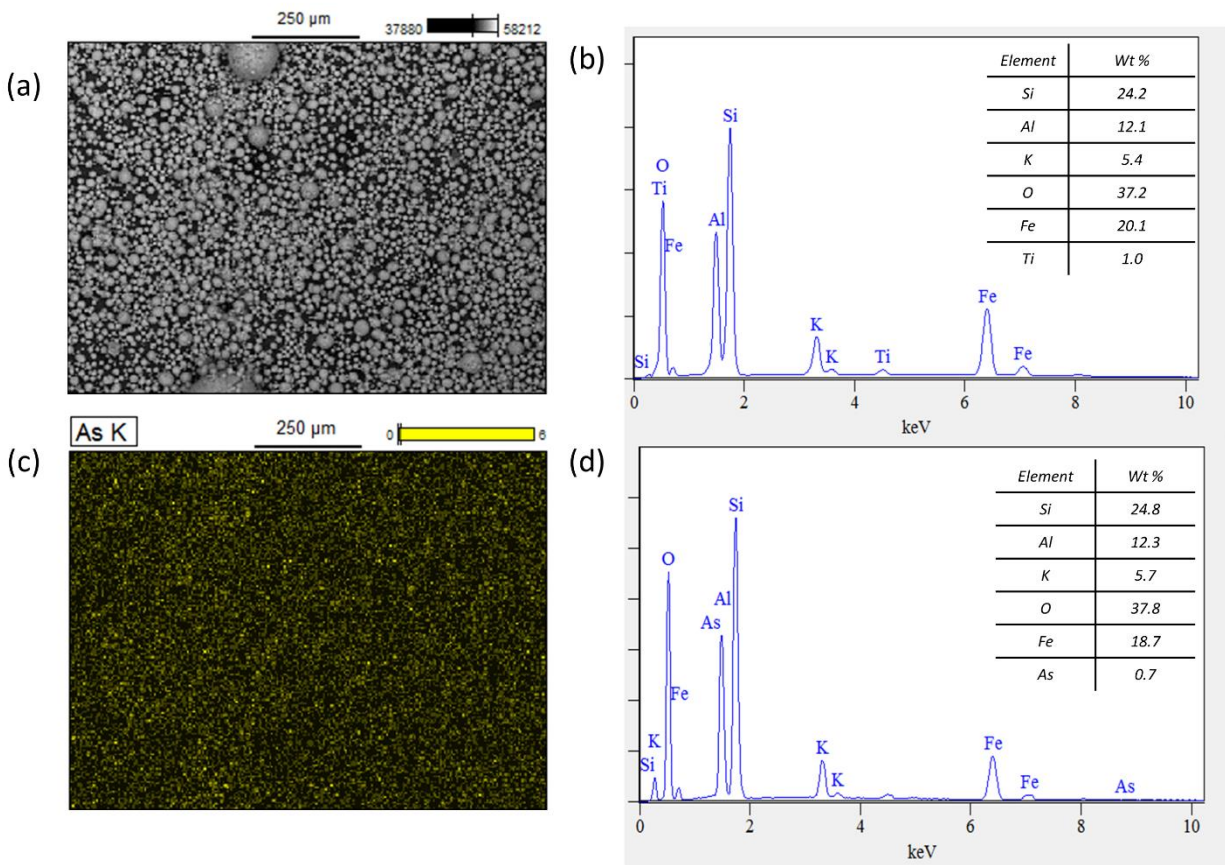 (a)
250 µm
37880 58212
(b)
Element Wt %
Si 24.2
Al 12.1
K 5.4
O 37.2
Fe 20.1
Ti 1.0
Si
O
Ti
Al
Fe
Fe
K
Si
K
Ti
Fe
0 2 4 6 8 10
keV
As K
250 µm
0 6
(c)
(d)
Element Wt %
Si 24.8
Al 12.3
K 5.7
O 37.8
Fe 18.7
As 0.7
Si
O
Al
As
Fe
K
Si
K
K
Fe
Fe
As
0 2 4 6 8 10
keV